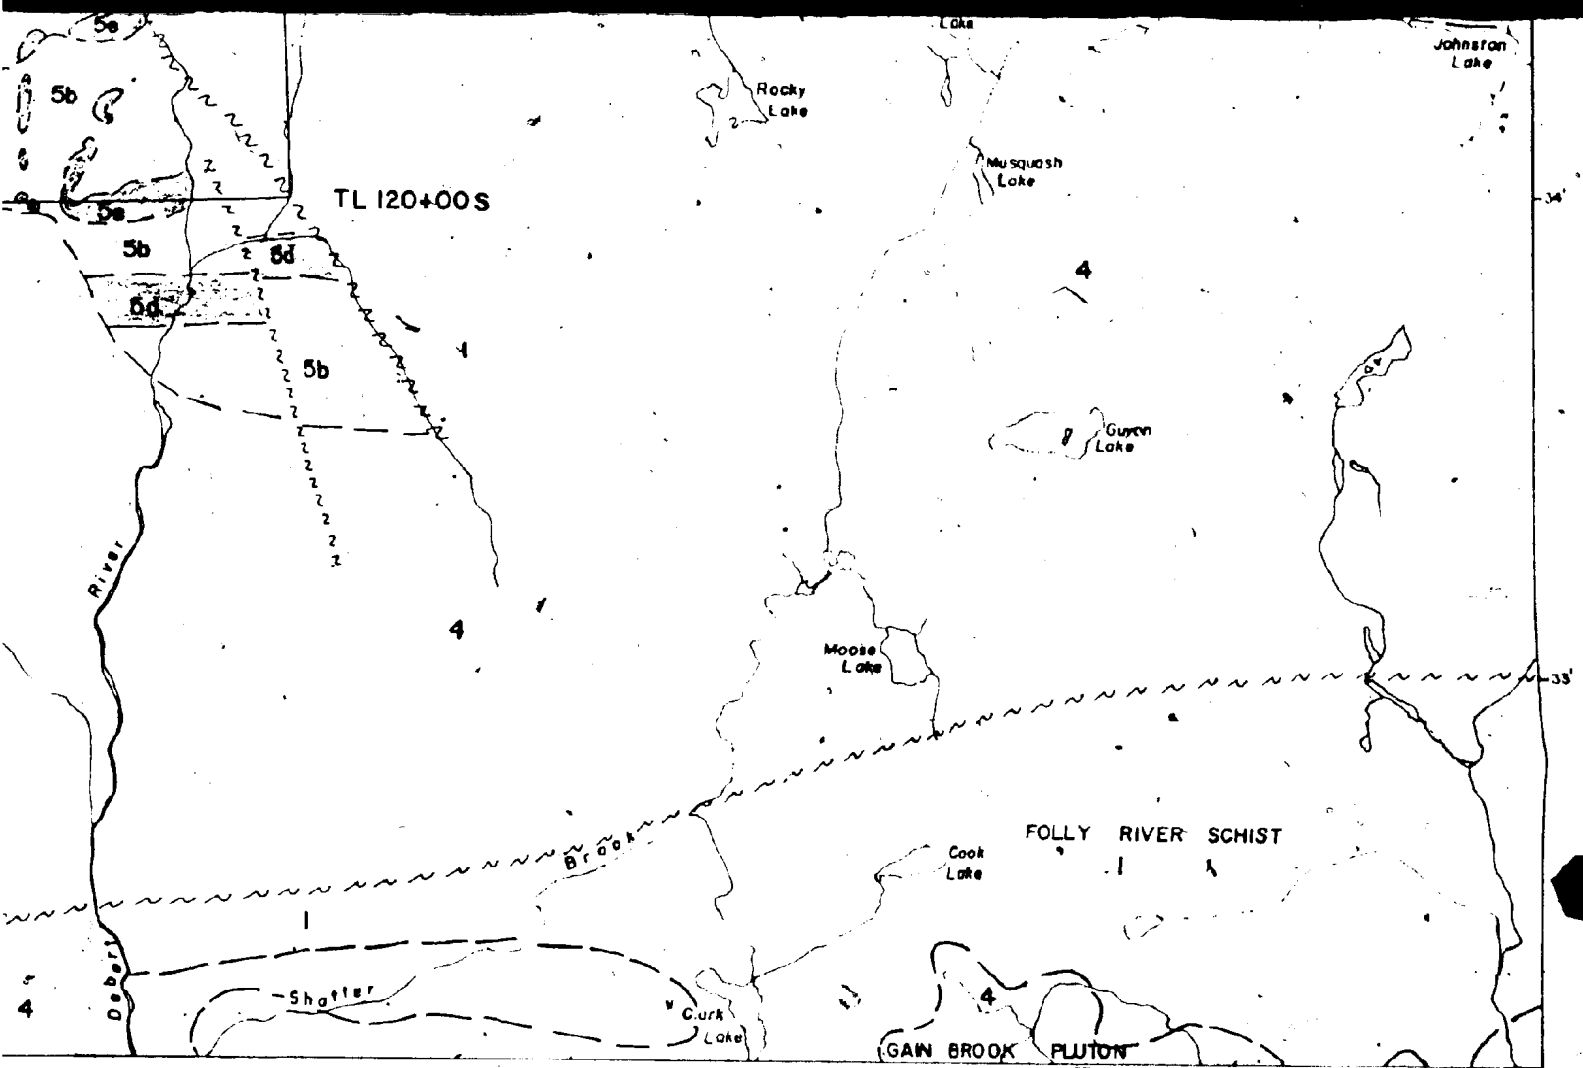 5e
Lake
Johnston
Lake
5b
Rocky
Lake
Musquash
Lake
34'
TL 120+00S
5e
5b
5d
4
5d
5b
Guyon
Lake
River
4
Moose
Lake
33'
FOLLY RIVER SCHIST
Brook
Cook
Lake
1
1
Debert
4
Shatter
4
Lake
GAIN BROOK PLUTON